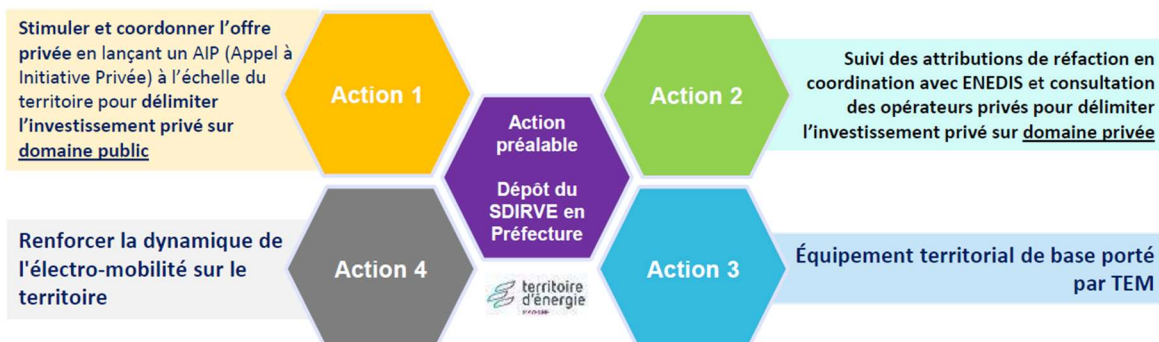 Stimuler et coordonner l'offre
privée en lançant un AIP (Appel à
Initiative Privée) à l'échelle du
territoire pour délimiter
l'investissement privé sur
domaine public
Action 1
Action 2
Suivi des attributions de réfaction en
coordination avec ENEDIS et consultation
des opérateurs privés pour délimiter
l'investissement privé sur domaine privée
Action
préalable
Dépôt du
SDIRVE en
Préfecture
Renforcer la dynamique de
l'électro-mobilité sur le
territoire
Action 4
Action 3
Équipement territorial de base porté
par TEM
territoire
d'énergie